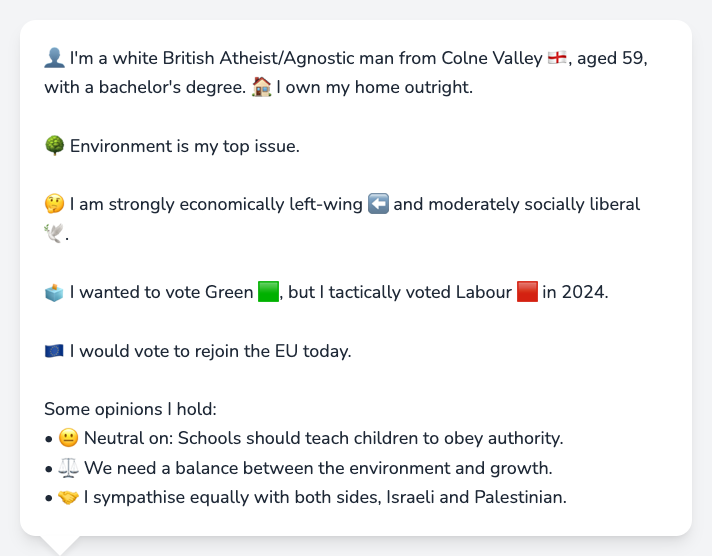 👤 I'm a white British Atheist/Agnostic man from Colne Valley 🏴󠁧󠁢󠁥󠁮󠁧󠁿, aged 59,
with a bachelor's degree. 🏠 I own my home outright.
🌳 Environment is my top issue.
🤔 I am strongly economically left-wing ⬅️ and moderately socially liberal
🕊️.
🗳️ I wanted to vote Green 🟩, but I tactically voted Labour 🟥 in 2024.
🇪🇺 I would vote to rejoin the EU today.
Some opinions I hold:
• 😐 Neutral on: Schools should teach children to obey authority.
• ⚖️ We need a balance between the environment and growth.
• 🤝 I sympathise equally with both sides, Israeli and Palestinian.